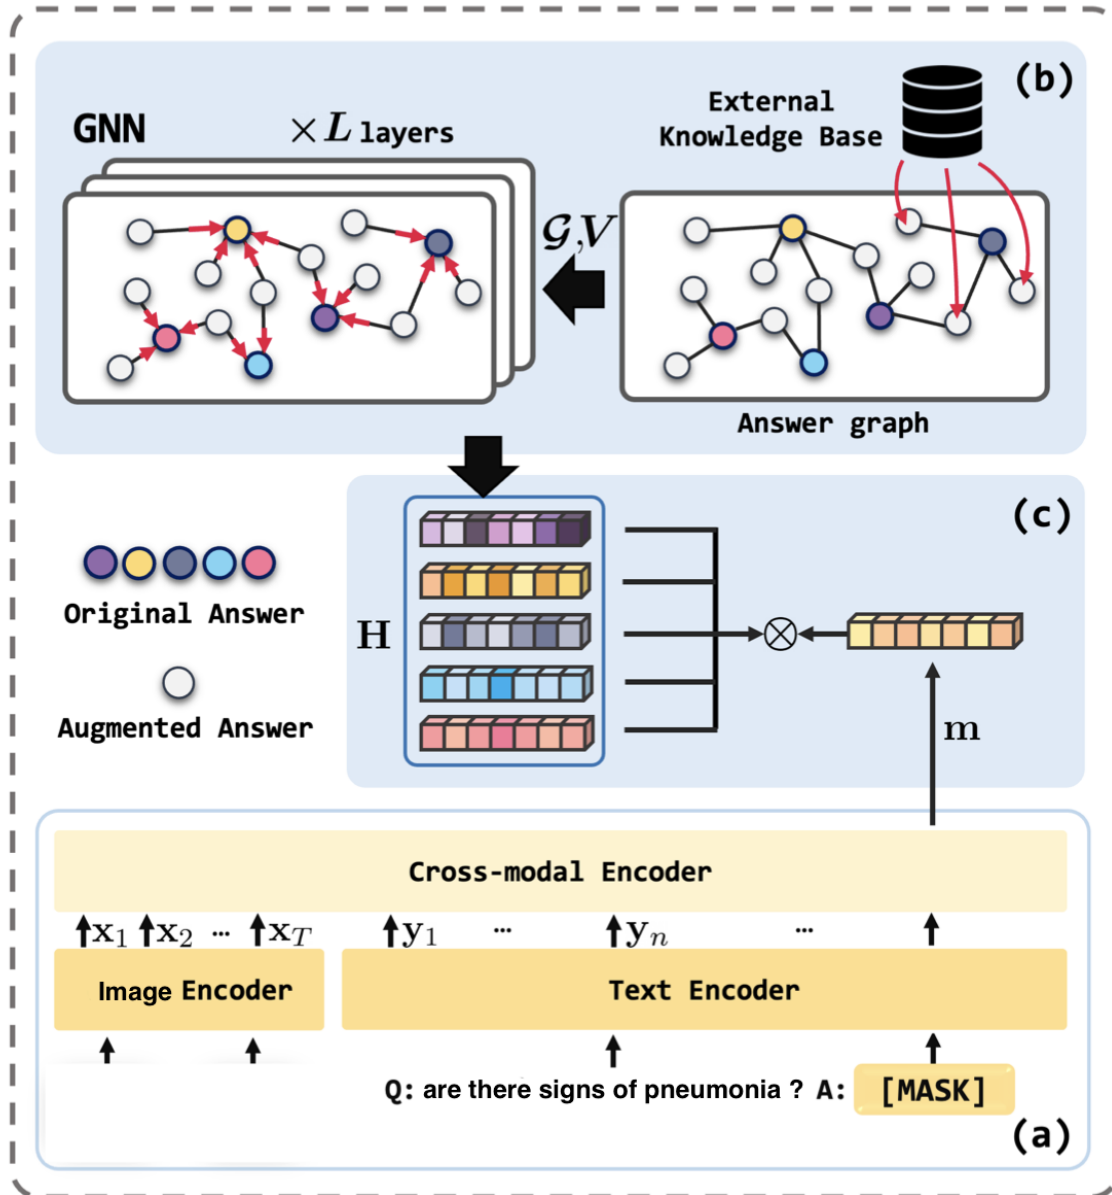 (b)
GNN
× L layers
External
Knowledge Base
𝓖,V
Answer graph
(c)
Original Answer
H
Augmented Answer
m
Cross-modal Encoder
x₁ x₂ ... x_T y₁ ... yₙ ...
Image Encoder
Text Encoder
Q: are there signs of pneumonia ? A: [MASK]
(a)